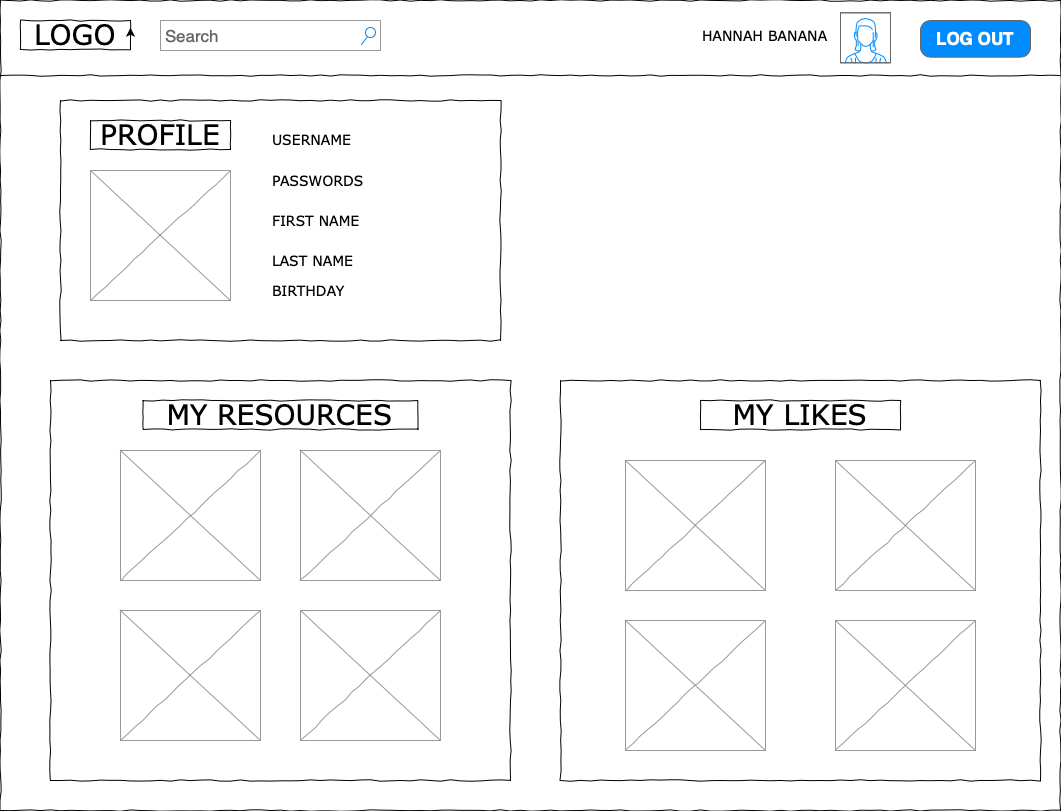 LOGO
Search
HANNAH BANANA
LOG OUT
PROFILE
USERNAME
PASSWORDS
FIRST NAME
LAST NAME
BIRTHDAY
MY RESOURCES
MY LIKES